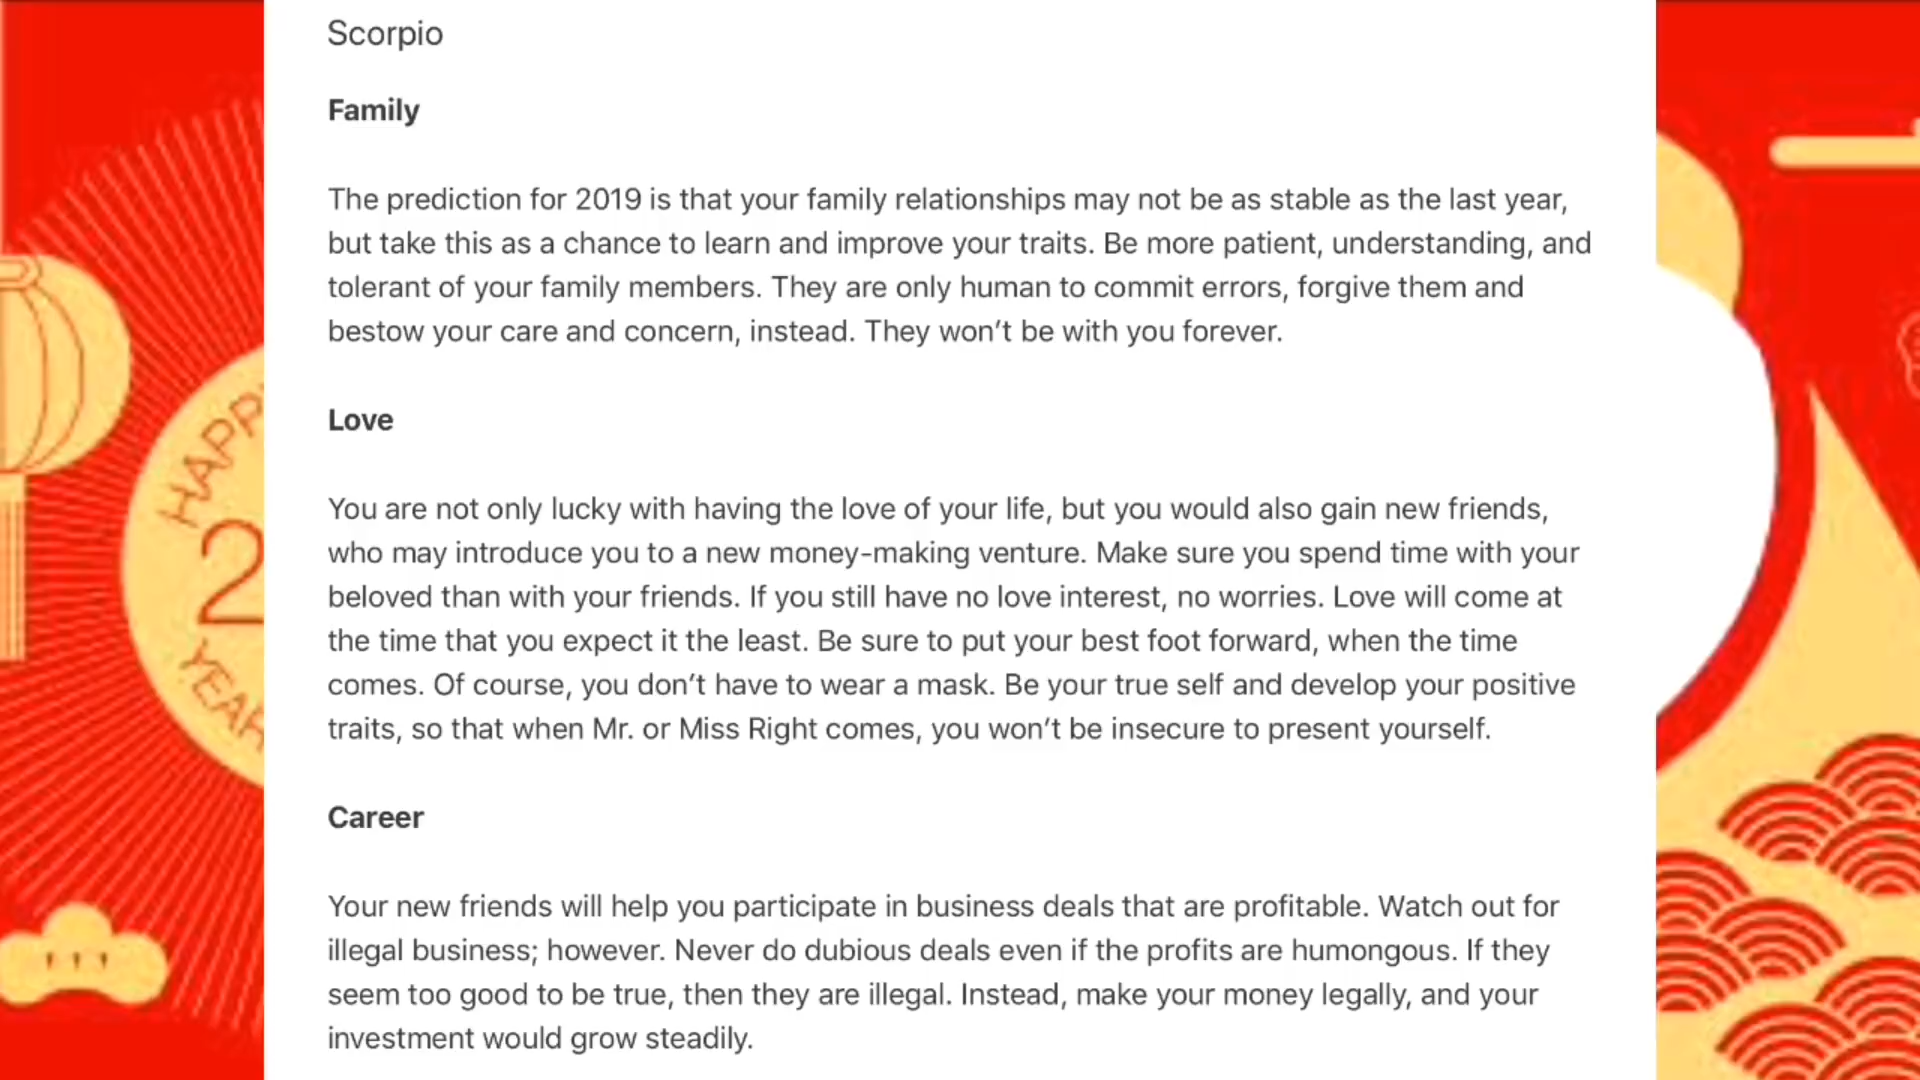 Scorpio
Family
The prediction for 2019 is that your family relationships may not be as stable as the last year,
but take this as a chance to learn and improve your traits. Be more patient, understanding, and
tolerant of your family members. They are only human to commit errors, forgive them and
bestow your care and concern, instead. They won’t be with you forever.
Love
You are not only lucky with having the love of your life, but you would also gain new friends,
who may introduce you to a new money-making venture. Make sure you spend time with your
beloved than with your friends. If you still have no love interest, no worries. Love will come at
the time that you expect it the least. Be sure to put your best foot forward, when the time
comes. Of course, you don’t have to wear a mask. Be your true self and develop your positive
traits, so that when Mr. or Miss Right comes, you won’t be insecure to present yourself.
Career
Your new friends will help you participate in business deals that are profitable. Watch out for
illegal business; however. Never do dubious deals even if the profits are humongous. If they
seem too good to be true, then they are illegal. Instead, make your money legally, and your
investment would grow steadily.
HAPP
2
YEAR